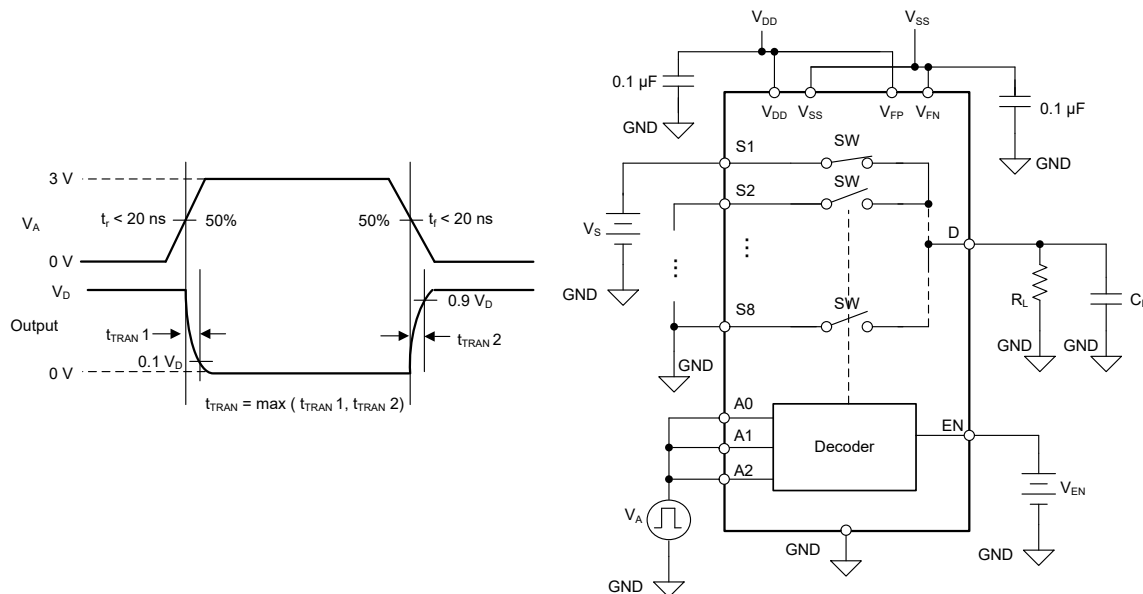 3 V
V_A
t_r < 20 ns
50%
50%
t_f < 20 ns
0 V
V_D
Output
0.9 V_D
t_TRAN 1
t_TRAN 2
0.1 V_D
0 V
t_TRAN = max ( t_TRAN 1, t_TRAN 2)
V_DD
V_SS
0.1 µF
GND
0.1 µF
GND
V_DD
V_SS
V_FP
V_FN
S1
SW
S2
SW
V_S
GND
...
...
D
S8
SW
GND
R_L
GND
GND
A0
A1
A2
Decoder
EN
V_A
GND
GND
V_EN
GND